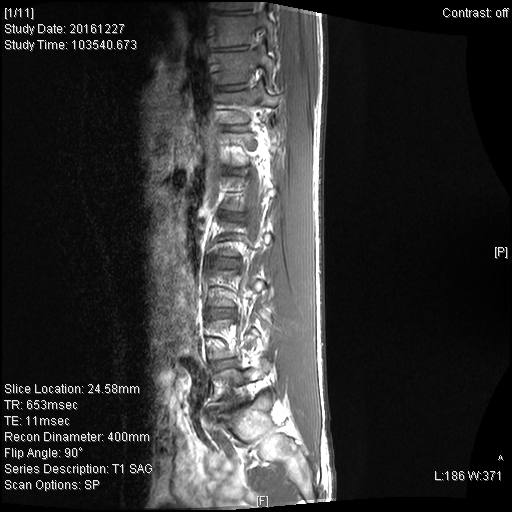 [1/11]
Study Date: 20161227
Study Time: 103540.673
Contrast: off
[P]
Slice Location: 24.58mm
TR: 653msec
TE: 11msec
Recon Dinameter: 400mm
Flip Angle: 90°
Series Description: T1 SAG
Scan Options: SP
[F]
A
L:186 W:371